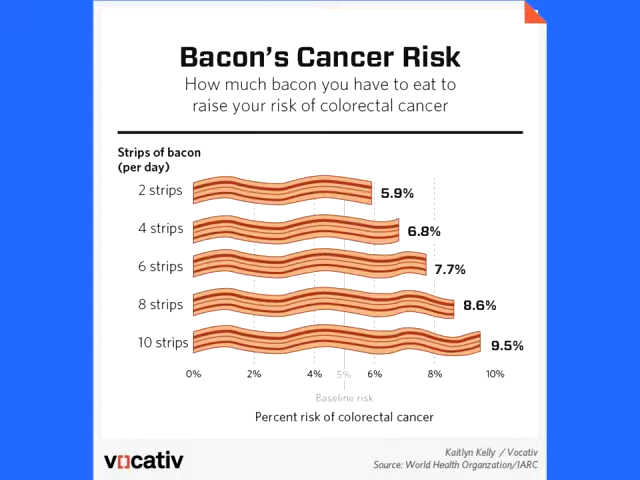 Bacon's Cancer Risk
How much bacon you have to eat to
raise your risk of colorectal cancer
Strips of bacon
(per day)
2 strips 5.9%
4 strips 6.8%
6 strips 7.7%
8 strips 8.6%
10 strips 9.5%
0% 2% 4% 5% 6% 8% 10%
Baseline risk
Percent risk of colorectal cancer
vocativ
Kaitlyn Kelly / Vocativ
Source: World Health Organzation/IARC